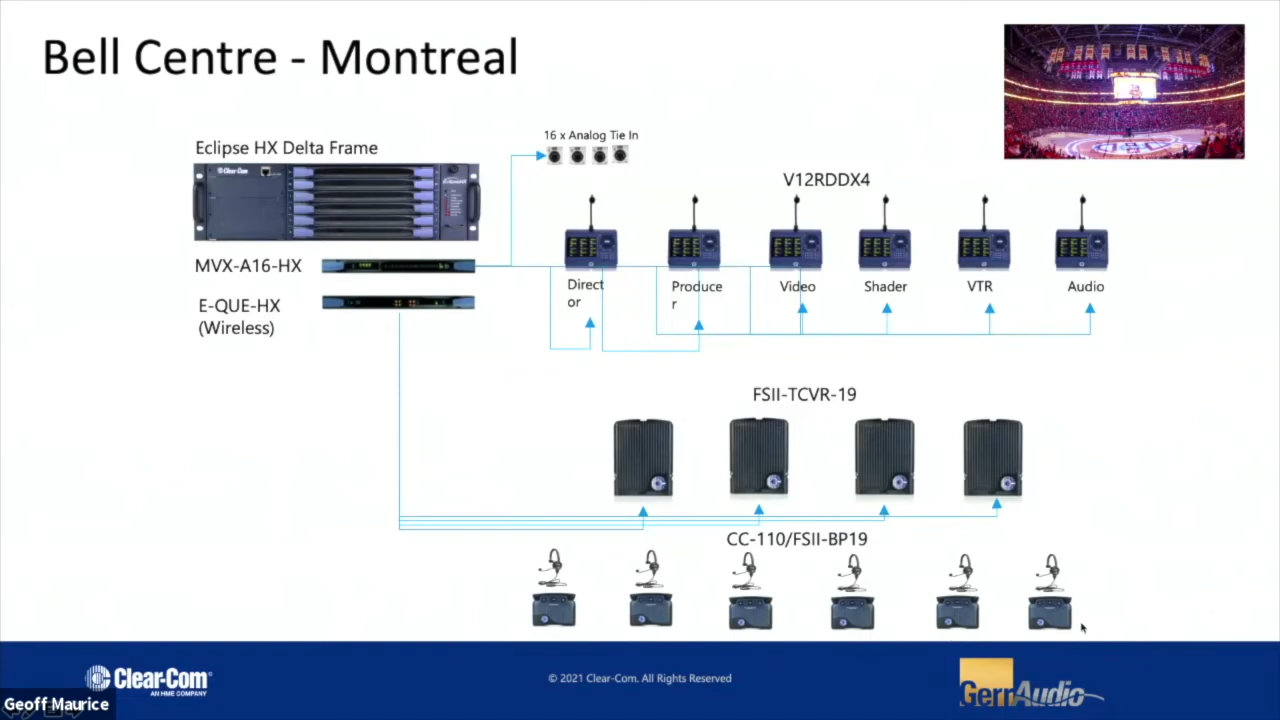 Bell Centre - Montreal
16 x Analog Tie In
Eclipse HX Delta Frame
Clear-Com
V12RDDX4
MVX-A16-HX
E-QUE-HX
(Wireless)
Direct
or
Produce
r
Video
Shader
VTR
Audio
FSII-TCVR-19
CC-110/FSII-BP19
Clear-Com
AN HME COMPANY
© 2021 Clear-Com. All Rights Reserved
GerrAudio
Geoff Maurice